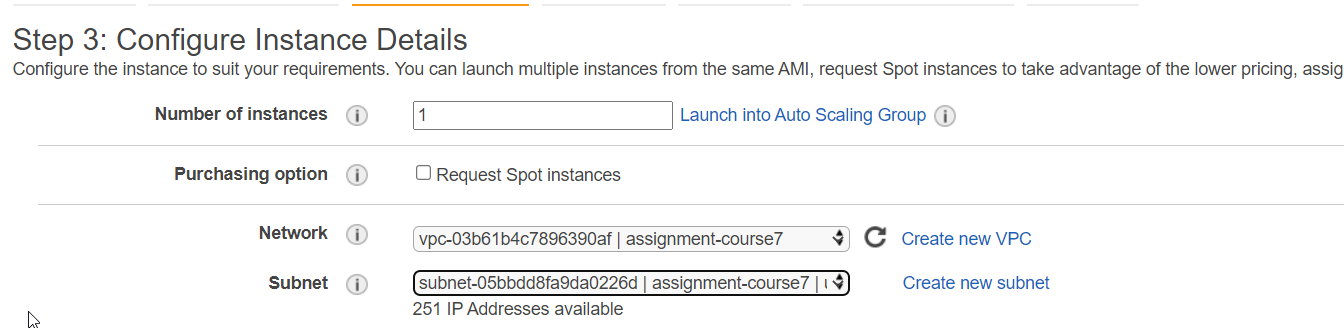 Step 3: Configure Instance Details
Configure the instance to suit your requirements. You can launch multiple instances from the same AMI, request Spot instances to take advantage of the lower pricing, assig
Number of instances i 1 Launch into Auto Scaling Group i
Purchasing option i Request Spot instances
Network i vpc-03b61b4c7896390af | assignment-course7 Create new VPC
Subnet i subnet-05bbdd8fa9da0226d | assignment-course7 | Create new subnet
251 IP Addresses available